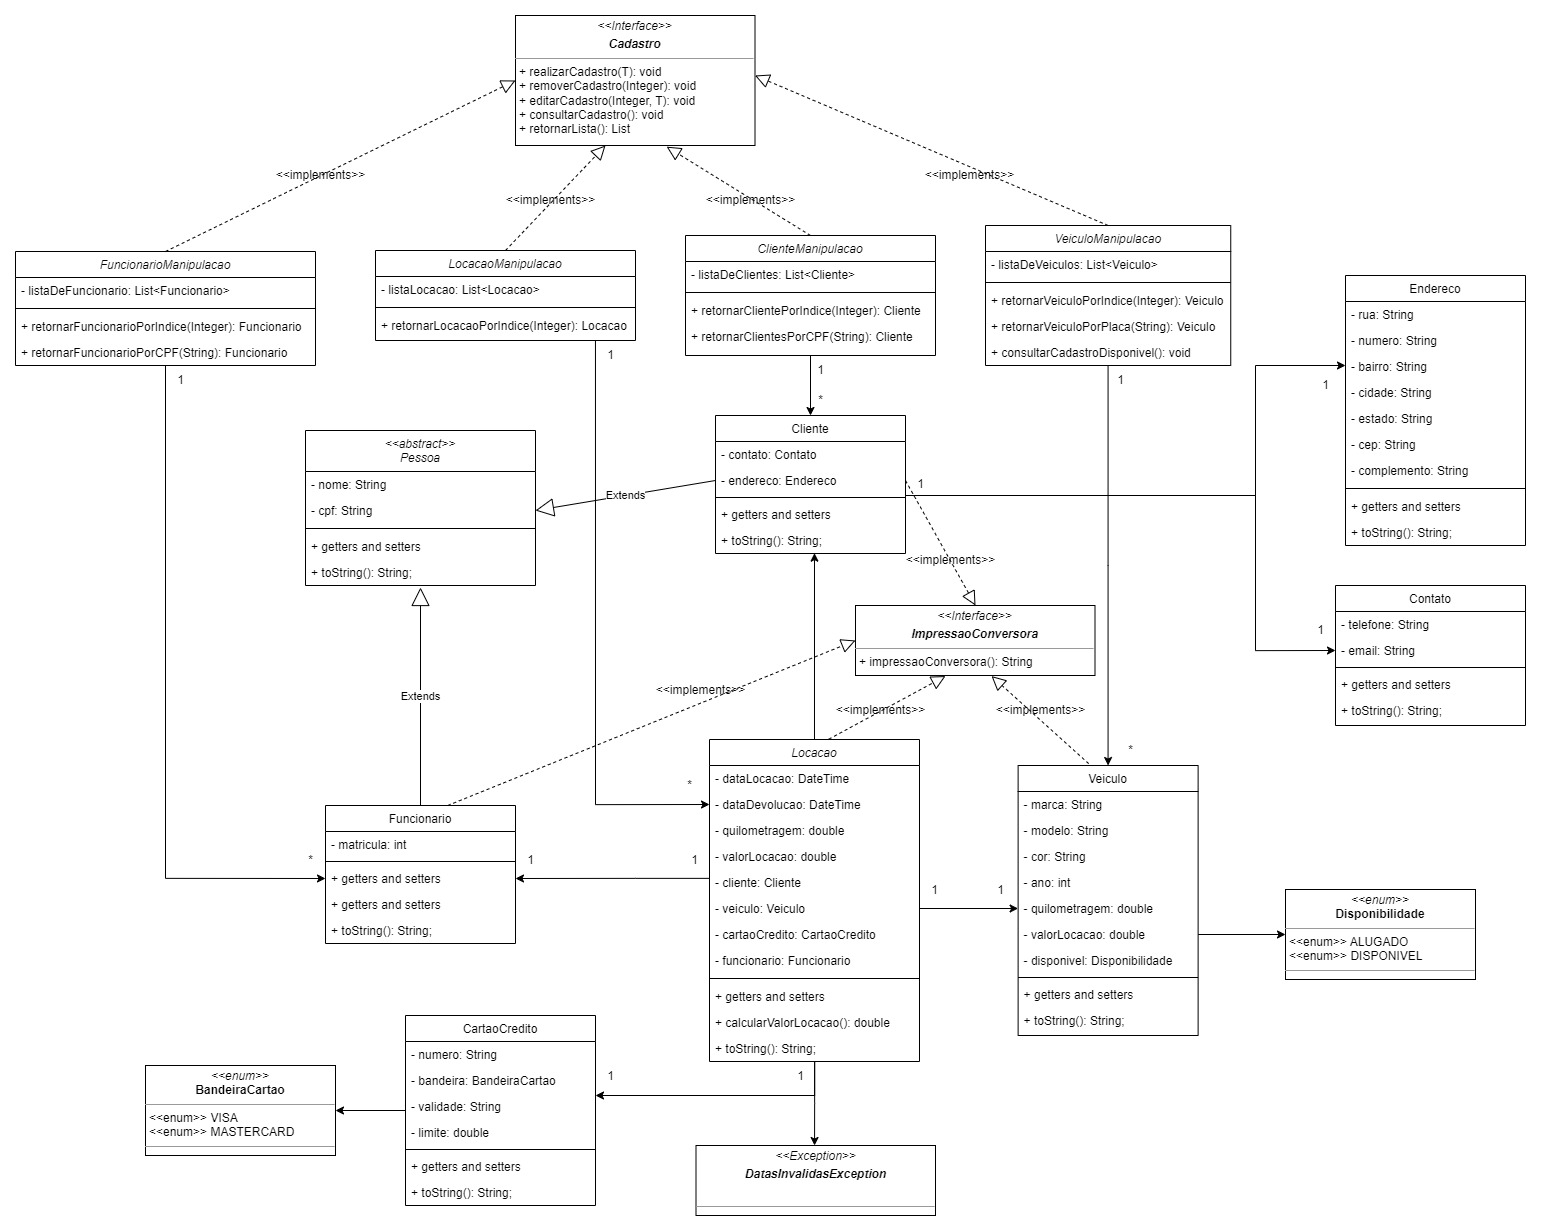 <<Interface>>
Cadastro
+ realizarCadastro(T): void
+ removerCadastro(Integer): void
+ editarCadastro(Integer, T): void
+ consultarCadastro(): void
+ retornarLista(): List
<<implements>>
<<implements>>
<<implements>>
<<implements>>
FuncionarioManipulacao
- listaDeFuncionario: List<Funcionario>
+ retornarFuncionarioPorIndice(Integer): Funcionario
+ retornarFuncionarioPorCPF(String): Funcionario
1
LocacaoManipulacao
- listaLocacao: List<Locacao>
+ retornarLocacaoPorIndice(Integer): Locacao
1
ClienteManipulacao
- listaDeClientes: List<Cliente>
+ retornarClientePorIndice(Integer): Cliente
+ retornarClientesPorCPF(String): Cliente
1
*
VeiculoManipulacao
- listaDeVeiculos: List<Veiculo>
+ retornarVeiculoPorIndice(Integer): Veiculo
+ retornarVeiculoPorPlaca(String): Veiculo
+ consultarCadastroDisponivel(): void
1
Endereco
- rua: String
- numero: String
- bairro: String
- cidade: String
- estado: String
- cep: String
- complemento: String
+ getters and setters
+ toString(): String;
1
<<abstract>>
Pessoa
- nome: String
- cpf: String
+ getters and setters
+ toString(): String;
Extends
Cliente
- contato: Contato
- endereco: Endereco
+ getters and setters
+ toString(): String;
1
<<implements>>
<<Interface>>
ImpressaoConversora
+ impressaoConversora(): String
Contato
- telefone: String
- email: String
+ getters and setters
+ toString(): String;
1
Extends
<<implements>>
<<implements>>
<<implements>>
Funcionario
- matricula: int
+ getters and setters
+ getters and setters
+ toString(): String;
*
1
1
*
Locacao
- dataLocacao: DateTime
- dataDevolucao: DateTime
- quilometragem: double
- valorLocacao: double
- cliente: Cliente
- veiculo: Veiculo
- cartaoCredito: CartaoCredito
- funcionario: Funcionario
+ getters and setters
+ calcularValorLocacao(): double
+ toString(): String;
1
1
*
Veiculo
- marca: String
- modelo: String
- cor: String
- ano: int
- quilometragem: double
- valorLocacao: double
- disponivel: Disponibilidade
+ getters and setters
+ toString(): String;
<<enum>>
Disponibilidade
<<enum>> ALUGADO
<<enum>> DISPONIVEL
CartaoCredito
- numero: String
- bandeira: BandeiraCartao
- validade: String
- limite: double
+ getters and setters
+ toString(): String;
1
1
<<enum>>
BandeiraCartao
<<enum>> VISA
<<enum>> MASTERCARD
<<Exception>>
DatasInvalidasException